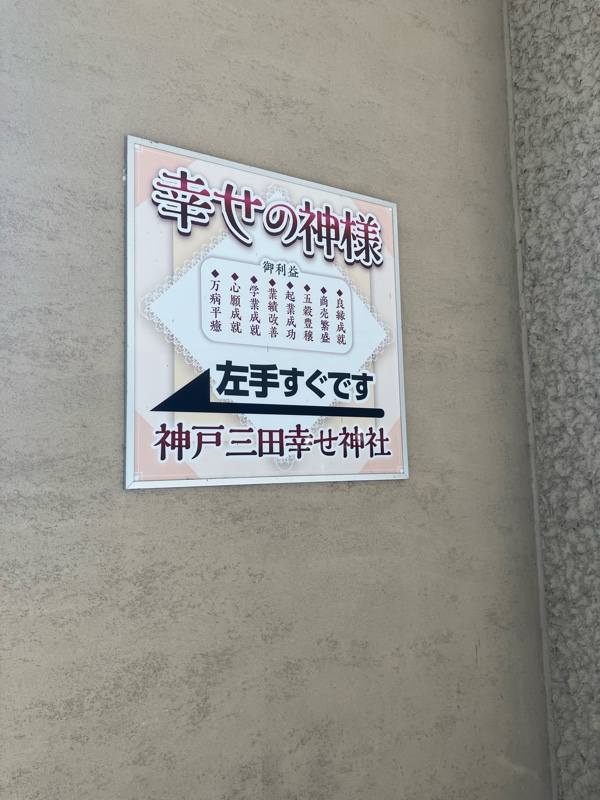 幸せの神様
御利益
◆良縁成就
◆商売繁盛
◆五穀豊穣
◆起業成功
◆業績改善
◆学業成就
◆心願成就
◆万病平癒
左手すぐです
神戸三田幸せ神社